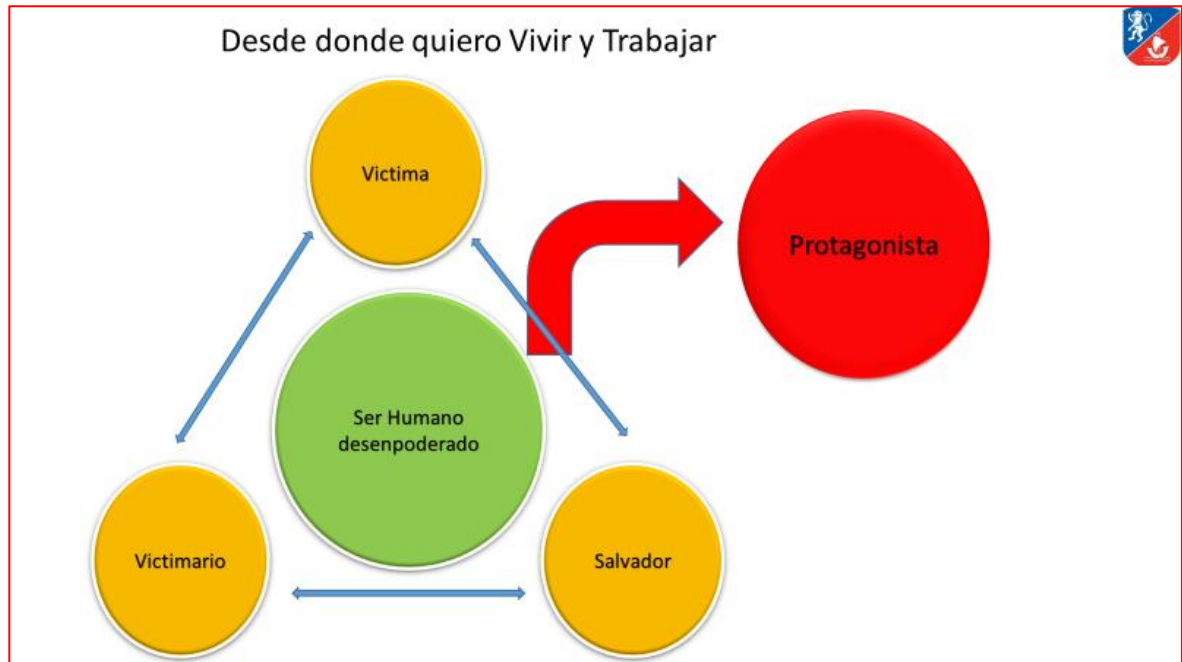 Desde donde quiero Vivir y Trabajar
Victima
Protagonista
Ser Humano
desenpoderado
Victimario
Salvador